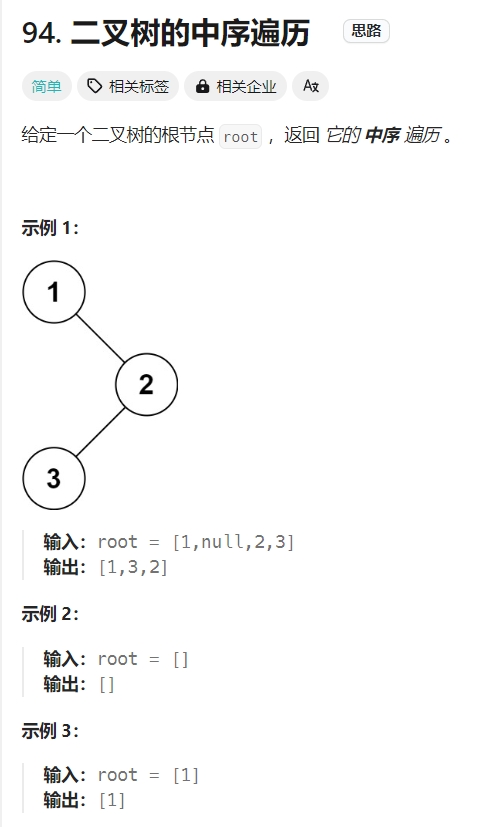 94. 二叉树的中序遍历 思路
简单 相关标签 相关企业 Aさ
给定一个二叉树的根节点 root ，返回 它的 中序 遍历 。
示例 1：
1
2
3
输入：root = [1,null,2,3]
输出：[1,3,2]
示例 2：
输入：root = []
输出：[]
示例 3：
输入：root = [1]
输出：[1]